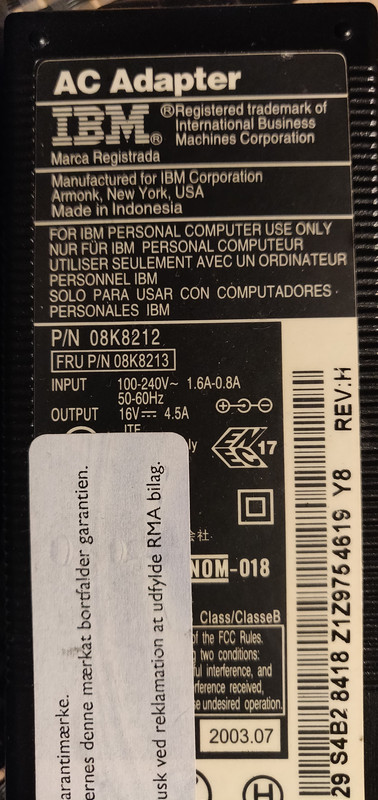 AC Adapter
IBM® ®Registered trademark of
International Business
Machines Corporation
Marca Registrada
Manufactured for IBM Corporation
Armonk, New York, USA
Made in Indonesia
FOR IBM PERSONAL COMPUTER USE ONLY
NUR FÜR IBM PERSONAL COMPUTEUR
UTILISER SEULEMENT AVEC UN ORDINATEUR
PERSONNEL IBM
SOLO PARA USAR CON COMPUTADORES
PERSONALES IBM
P/N 08K8212
FRU P/N 08K8213
INPUT 100-240V~ 1.6A-0.8A
50-60Hz
OUTPUT 16V⎓ 4.5A
ITE
17
NOM-018
Class/ClasseB
of the FCC Rules.
two conditions:
interference, and
received,
undesired operation.
2003.07
29 S4B2 8418 Z1Z9754619 Y8 REV:H
denne mærkat bortfalder garantien.
ved reklamation at udfylde RMA bilag.